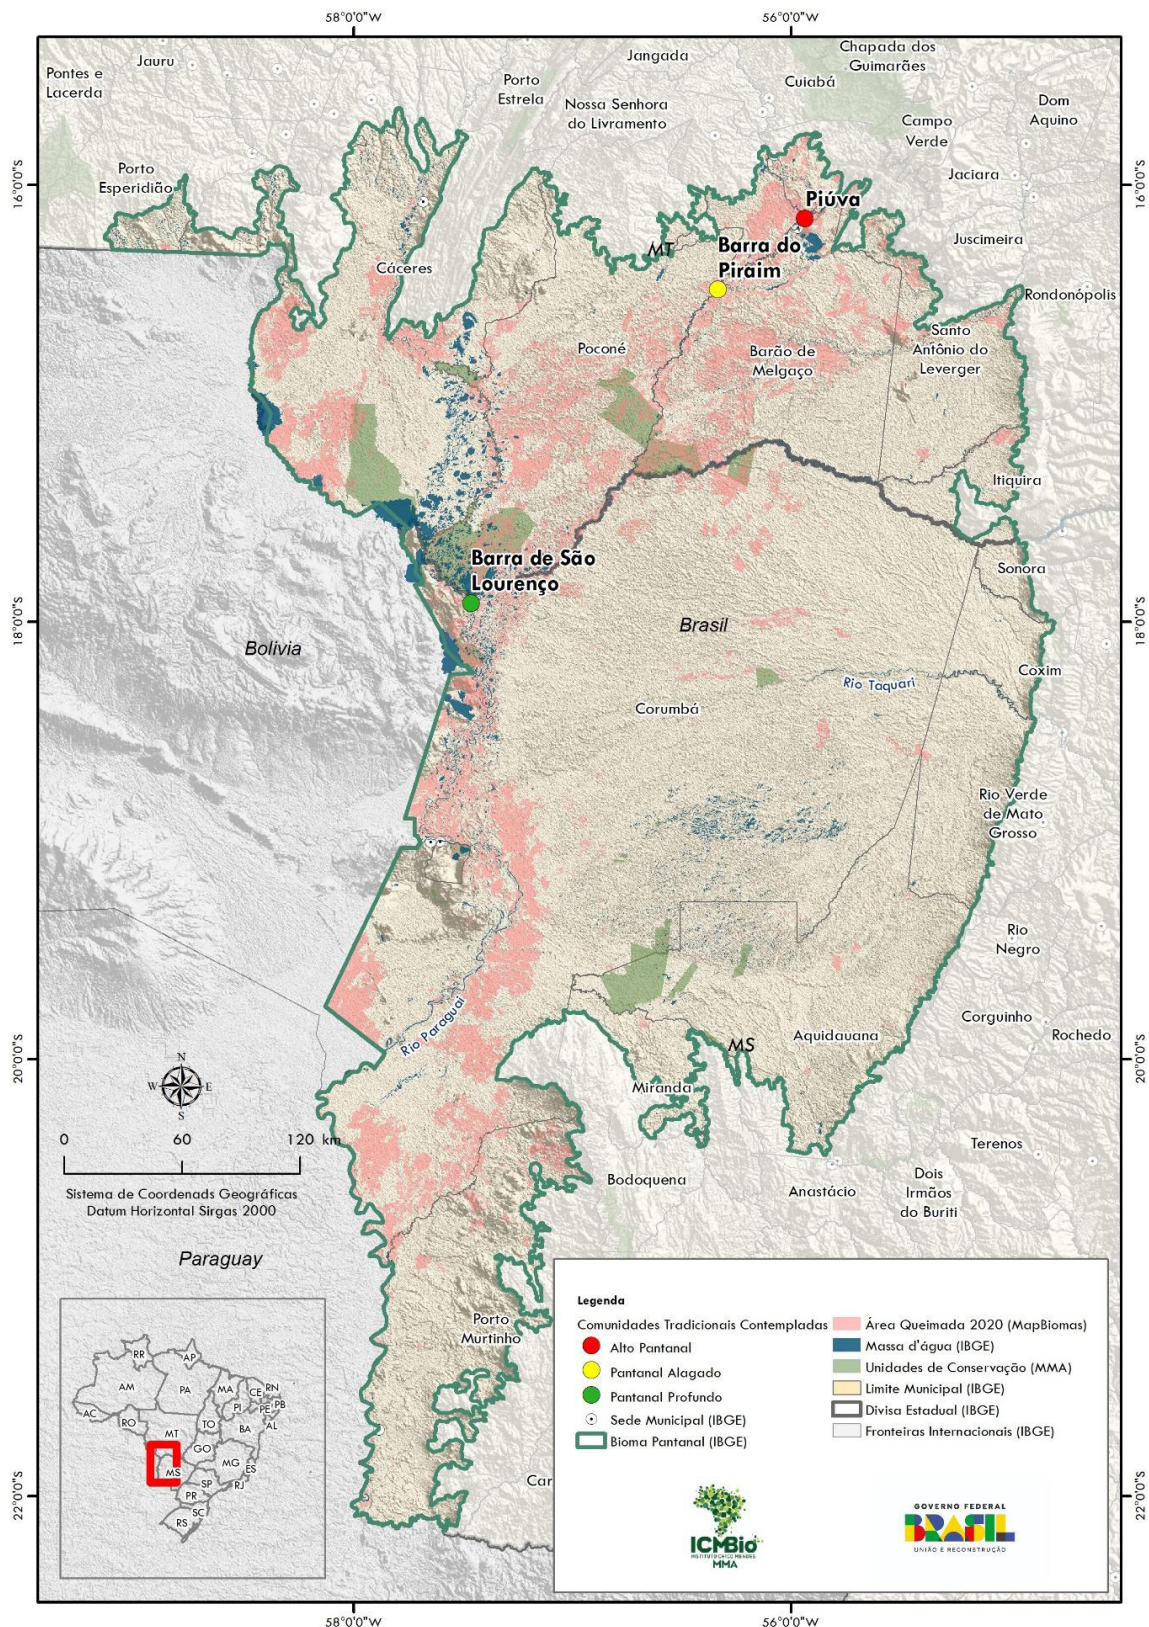 58°0'0"W
56°0'0"W
Jauru
Pontes e
Lacerda
Porto
Estrela
Jangada
Nossa Senhora
do Livramento
Cuiabá
Chapada dos
Guimarães
Campo
Verde
Dom
Aquino
Porto
Esperidião
Jaciara
16°0'0"S
16°0'0"S
Piúva
Juscimeira
MT
Barra do
Piraim
Cáceres
Rondonópolis
Poconé
Barão de
Melgaço
Santo
Antônio do
Leverger
Itiquira
Barra de São
Lourenço
Sonora
18°0'0"S
18°0'0"S
Bolivia
Brasil
Coxim
Rio Taquari
Corumbá
Rio Verde
de Mato
Grosso
Rio
Negro
Rio Paraguai
Corguinho
Rochedo
Aquidauana
MS
20°0'0"S
20°0'0"S
Miranda
N
W
E
S
0
60
120 km
Sistema de Coordenads Geográficas
Datum Horizontal Sirgas 2000
Terenos
Bodoquena
Anastácio
Dois
Irmãos
do Buriti
Paraguay
Porto
Murtinho
Car
22°0'0"S
22°0'0"S
RR
AP
AM
PA
MA
CE
RN
PB
PI
PE
AL
AC
RO
TO
BA
MT
GO
MG
ES
MS
SP
RJ
PR
SC
RS
Legenda
Comunidades Tradicionais Contempladas
Alto Pantanal
Pantanal Alagado
Pantanal Profundo
Sede Municipal (IBGE)
Bioma Pantanal (IBGE)
Área Queimada 2020 (MapBiomas)
Massa d'água (IBGE)
Unidades de Conservação (MMA)
Limite Municipal (IBGE)
Divisa Estadual (IBGE)
Fronteiras Internacionais (IBGE)
ICMBio
INSTITUTO CHICO MENDES
MMA
GOVERNO FEDERAL
BRASIL
UNIÃO E RECONSTRUÇÃO
58°0'0"W
56°0'0"W